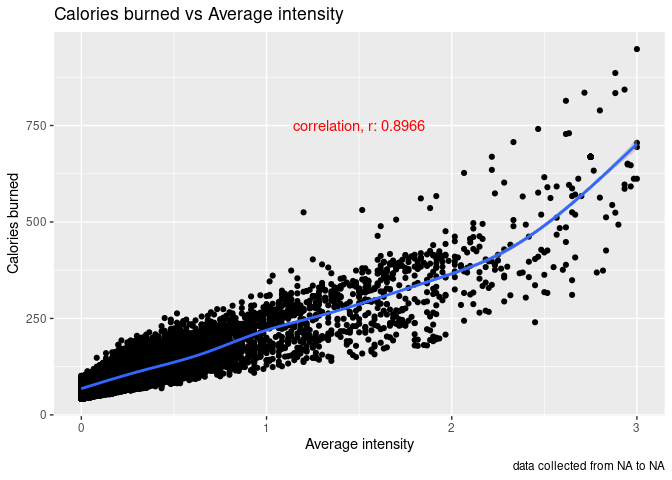 Calories burned vs Average intensity
correlation, r: 0.8966
Calories burned
750
500
250
0
0 1 2 3
Average intensity
data collected from NA to NA